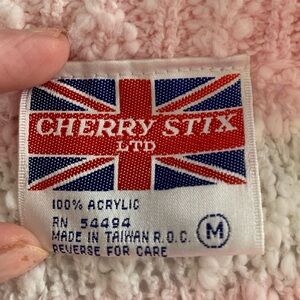 CHERRY STIX
LTD
100% ACRYLIC
RN 54494
MADE IN TAIWAN R.O.C.
REVERSE FOR CARE
M